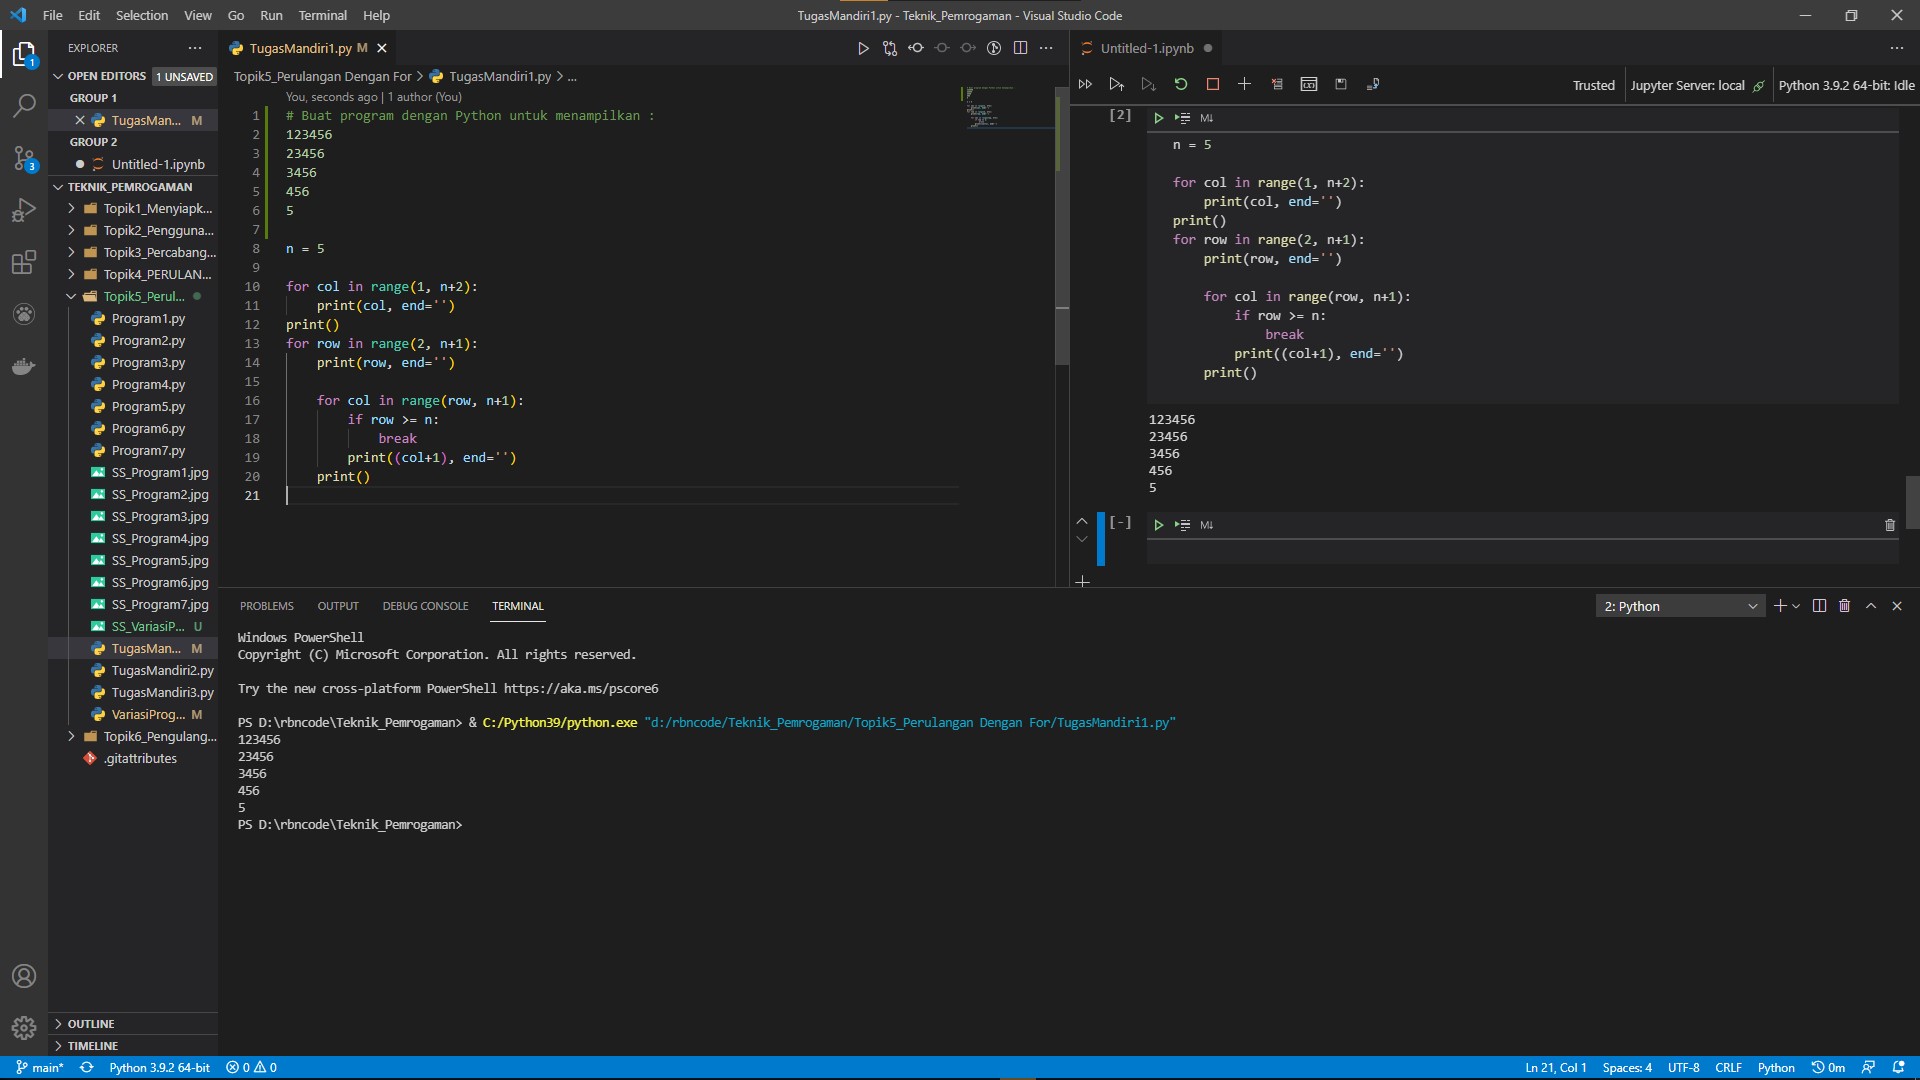 File Edit Selection View Go Run Terminal Help
TugasMandiri1.py - Teknik_Pemrogaman - Visual Studio Code
EXPLORER
OPEN EDITORS 1 UNSAVED
GROUP 1
TugasMan... M
GROUP 2
Untitled-1.ipynb
TEKNIK_PEMROGAMAN
Topik1_Menyiapk...
Topik2_Pengguna...
Topik3_Percabang...
Topik4_PERULAN...
Topik5_Perul...
Program1.py
Program2.py
Program3.py
Program4.py
Program5.py
Program6.py
Program7.py
SS_Program1.jpg
SS_Program2.jpg
SS_Program3.jpg
SS_Program4.jpg
SS_Program5.jpg
SS_Program6.jpg
SS_Program7.jpg
SS_VariasiP... U
TugasMan... M
TugasMandiri2.py
TugasMandiri3.py
VariasiProg... M
Topik6_Pengulang...
.gitattributes
OUTLINE
TIMELINE
1
3
TugasMandiri1.py M
Topik5_Perulangan Dengan For > TugasMandiri1.py > ...
You, seconds ago | 1 author (You)
1 # Buat program dengan Python untuk menampilkan :
2 123456
3 23456
4 3456
5 456
6 5
7
8 n = 5
9
10 for col in range(1, n+2):
11     print(col, end='')
12 print()
13 for row in range(2, n+1):
14     print(row, end='')
15
16     for col in range(row, n+1):
17         if row >= n:
18             break
19         print((col+1), end='')
20     print()
21
Untitled-1.ipynb
Trusted Jupyter Server: local Python 3.9.2 64-bit: Idle
[2] M↓
n = 5
for col in range(1, n+2):
    print(col, end='')
print()
for row in range(2, n+1):
    print(row, end='')
    for col in range(row, n+1):
        if row >= n:
            break
        print((col+1), end='')
    print()
123456
23456
3456
456
5
[-] M↓
PROBLEMS OUTPUT DEBUG CONSOLE TERMINAL
2: Python
Windows PowerShell
Copyright (C) Microsoft Corporation. All rights reserved.
Try the new cross-platform PowerShell https://aka.ms/pscore6
PS D:\rbncode\Teknik_Pemrogaman> & C:/Python39/python.exe "d:/rbncode/Teknik_Pemrogaman/Topik5_Perulangan Dengan For/TugasMandiri1.py"
123456
23456
3456
456
5
PS D:\rbncode\Teknik_Pemrogaman>
main* Python 3.9.2 64-bit 0 0
Ln 21, Col 1 Spaces: 4 UTF-8 CRLF Python 0m